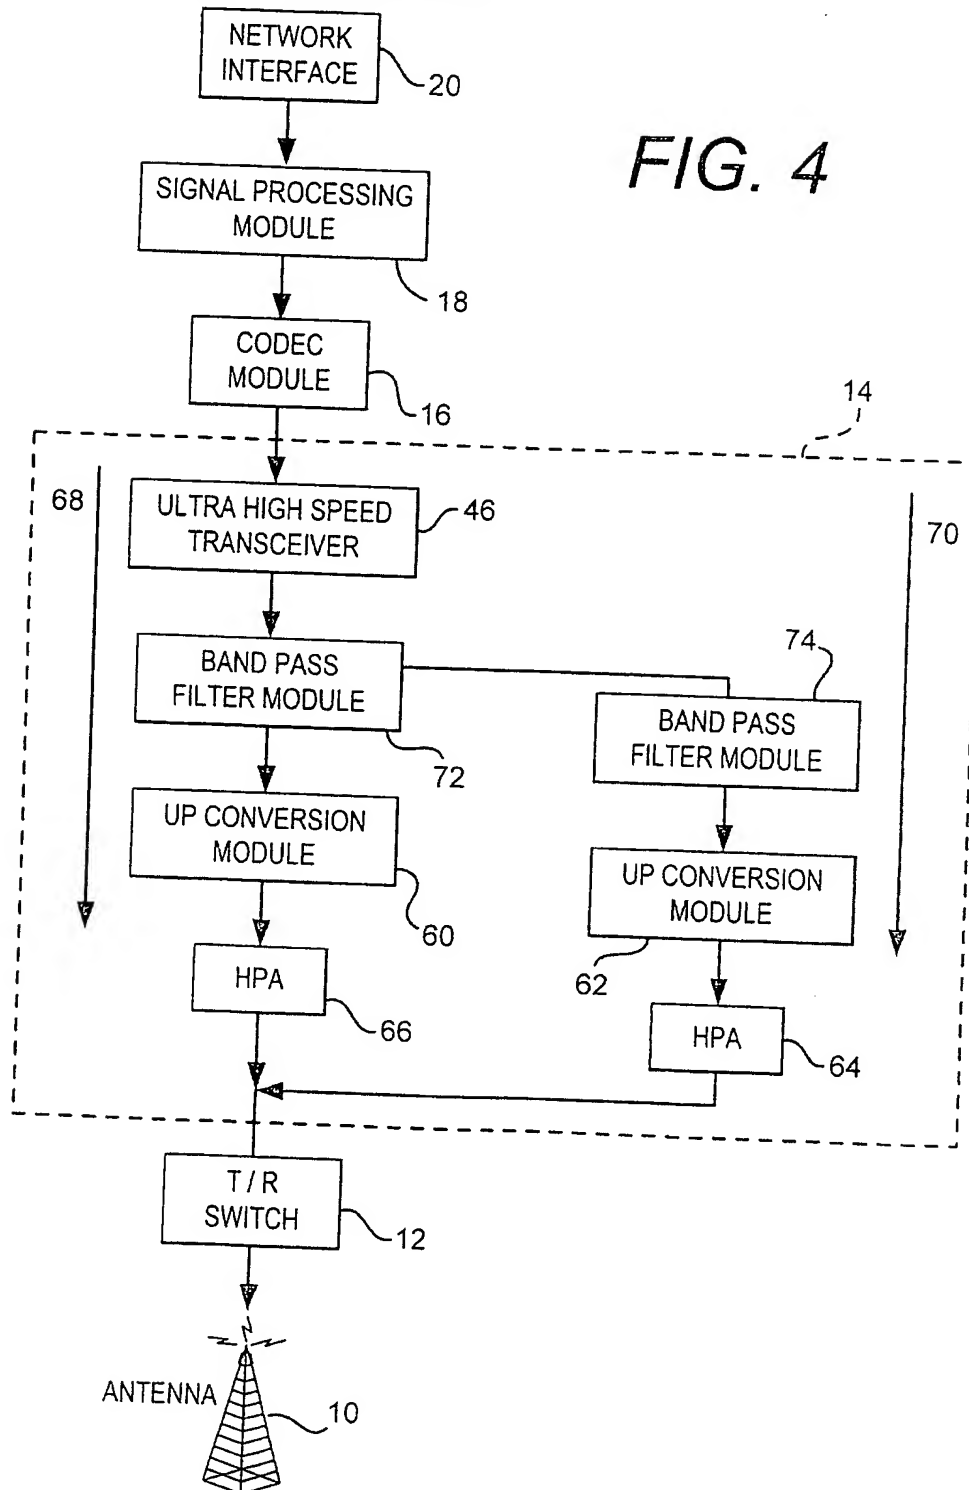 NETWORK
INTERFACE
20
FIG. 4
SIGNAL PROCESSING
MODULE
18
CODEC
MODULE
16
14
68
ULTRA HIGH SPEED
TRANSCEIVER
46
70
BAND PASS
FILTER MODULE
72
74
BAND PASS
FILTER MODULE
UP CONVERSION
MODULE
60
UP CONVERSION
MODULE
62
HPA
66
HPA
64
T / R
SWITCH
12
ANTENNA
10